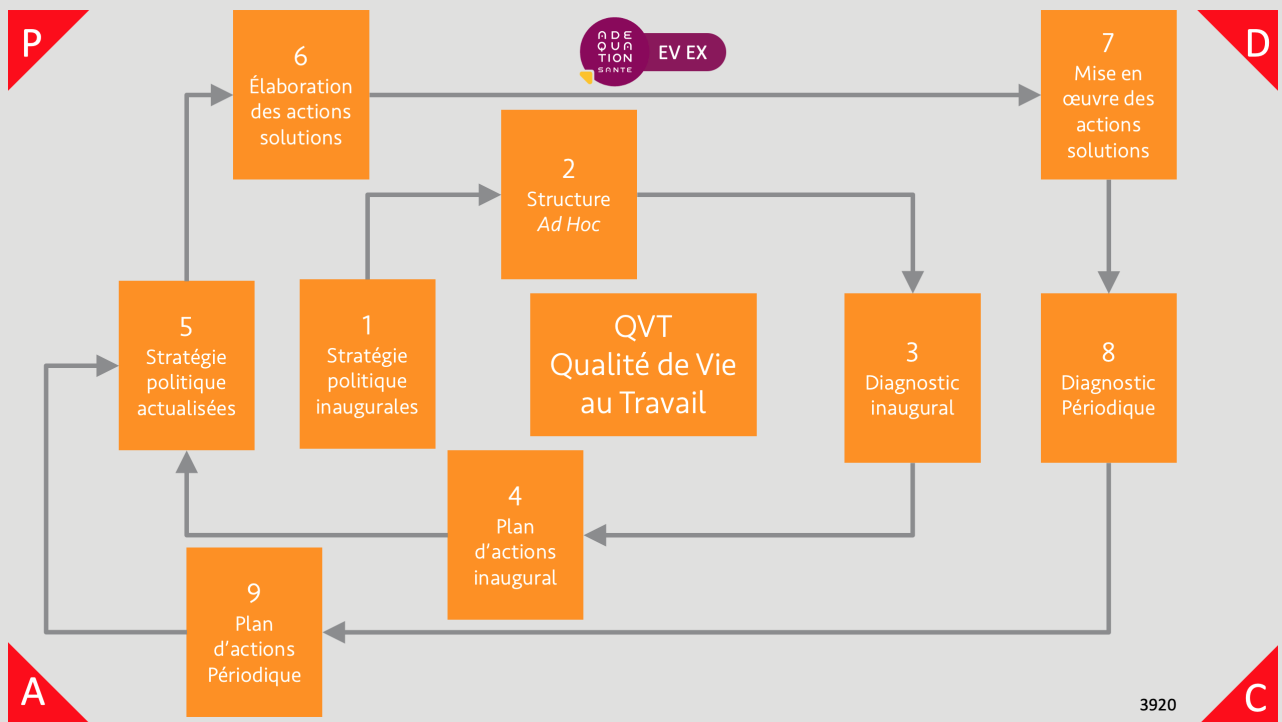 P
D
ADE
QUA
TION
SANTE
EV EX
6
Élaboration
des actions
solutions
7
Mise en
œuvre des
actions
solutions
2
Structure
Ad Hoc
5
Stratégie
politique
actualisées
1
Stratégie
politique
inaugurales
QVT
Qualité de Vie
au Travail
3
Diagnostic
inaugural
8
Diagnostic
Périodique
4
Plan
d’actions
inaugural
9
Plan
d’actions
Périodique
A
3920
C